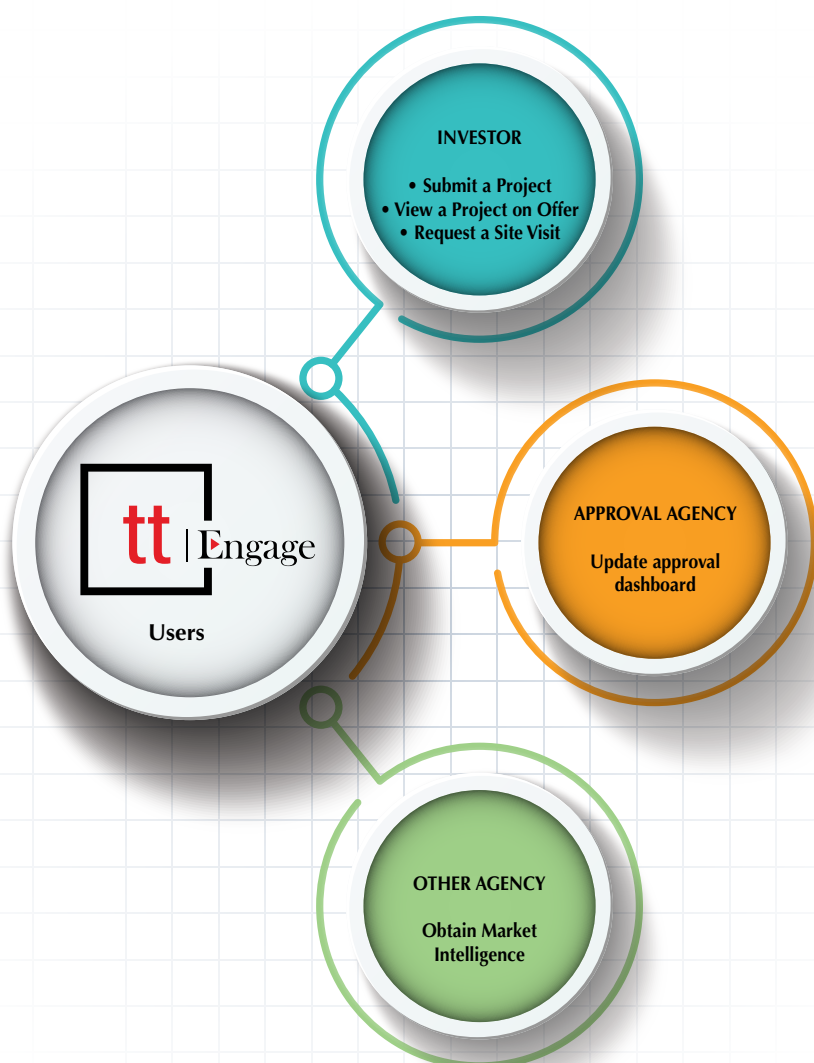 INVESTOR
• Submit a Project
• View a Project on Offer
• Request a Site Visit
tt | Engage
Users
APPROVAL AGENCY
Update approval
dashboard
OTHER AGENCY
Obtain Market
Intelligence